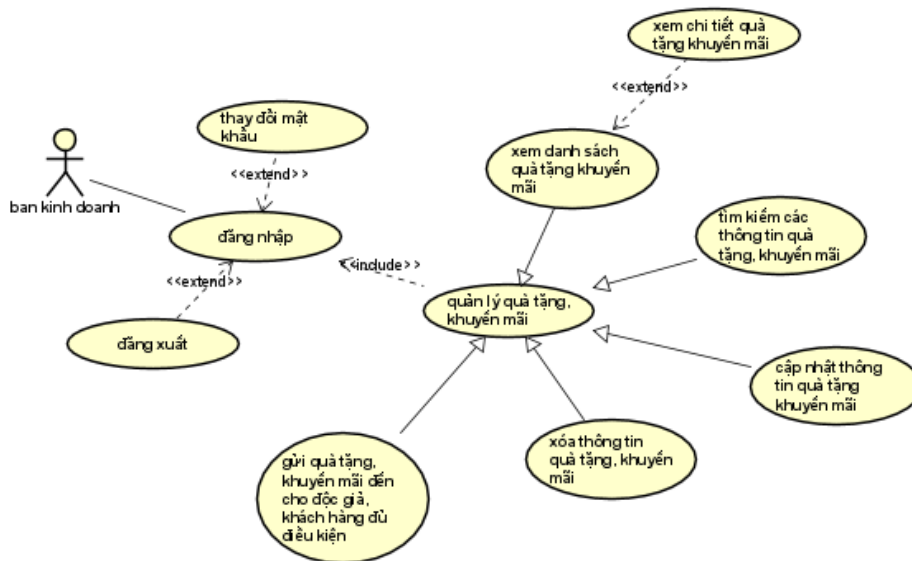 xem chi tiết quà
tặng khuyến mãi
<<extend>>
thay đổi mật
khẩu
<<extend>>
xem danh sách
quà tặng khuyến
mãi
ban kinh doanh
đăng nhập
<<extend>>
<<include>>
tìm kiếm các
thông tin quà
tặng, khuyến mãi
quản lý quà tặng,
khuyến mãi
đăng xuất
cập nhật thông
tin quà tặng
khuyến mãi
gửi quà tặng,
khuyến mãi đến
cho độc giả,
khách hàng đủ
điều kiện
xóa thông tin
quà tặng, khuyến
mãi